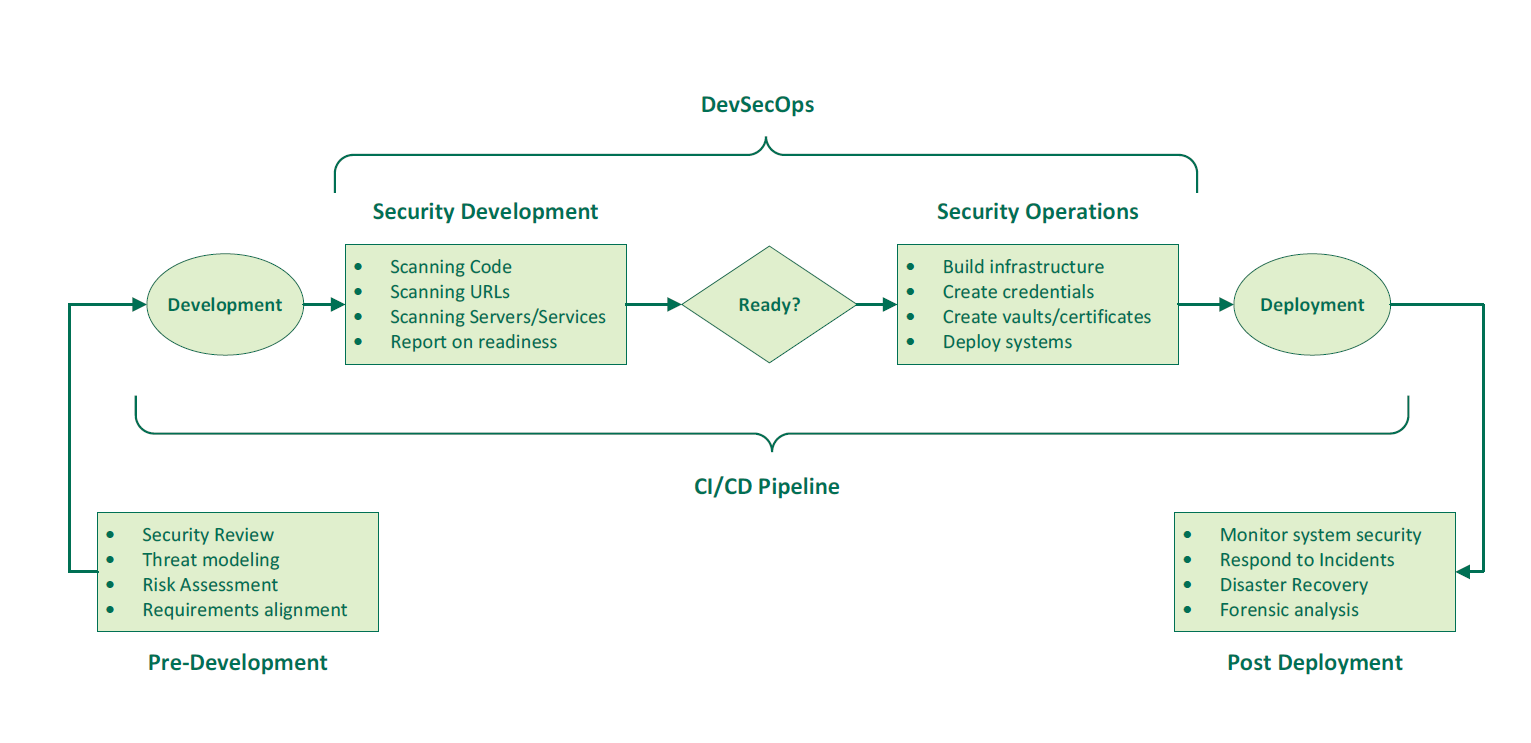 DevSecOps
Security Development
Security Operations
Development
• Scanning Code
• Scanning URLs
• Scanning Servers/Services
• Report on readiness
Ready?
• Build infrastructure
• Create credentials
• Create vaults/certificates
• Deploy systems
Deployment
CI/CD Pipeline
• Security Review
• Threat modeling
• Risk Assessment
• Requirements alignment
Pre-Development
• Monitor system security
• Respond to Incidents
• Disaster Recovery
• Forensic analysis
Post Deployment